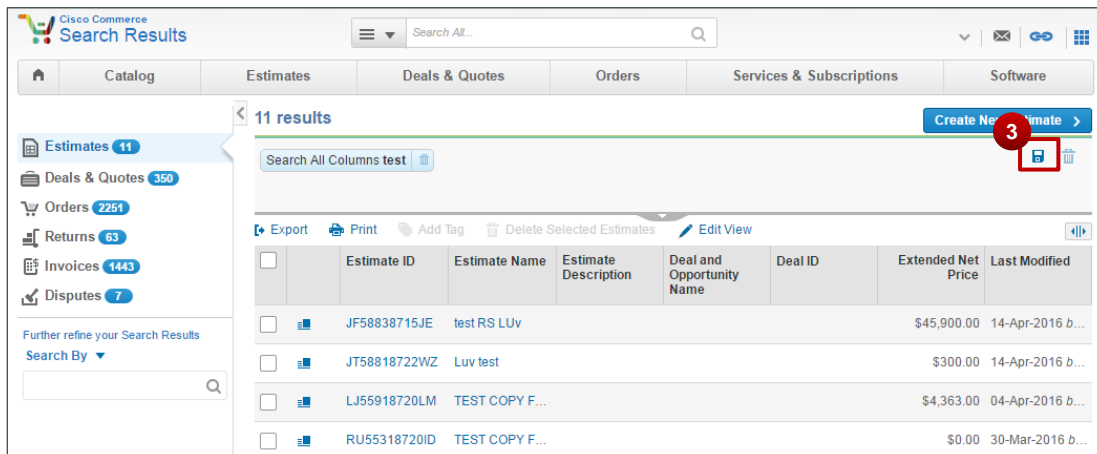 Cisco Commerce
Search Results
Search All...
Catalog Estimates Deals & Quotes Orders Services & Subscriptions Software
11 results
Create New Estimate
3
Estimates 11
Deals & Quotes 350
Orders 2251
Returns 63
Invoices 1443
Disputes 7
Further refine your Search Results
Search By
Search All Columns test
Export Print Add Tag Delete Selected Estimates Edit View
Estimate ID Estimate Name Estimate Description Deal and Opportunity Name Deal ID Extended Net Price Last Modified
JF58838715JE test RS LUv $45,900.00 14-Apr-2016 b...
JT58818722WZ Luv test $300.00 14-Apr-2016 b...
LJ55918720LM TEST COPY F... $4,363.00 04-Apr-2016 b...
RU55318720ID TEST COPY F... $0.00 30-Mar-2016 b...